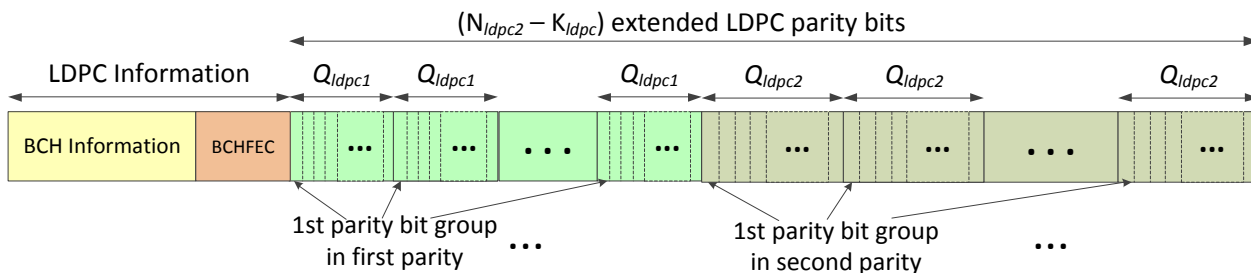 (N_ldpc2 – K_ldpc) extended LDPC parity bits
LDPC Information
Q_ldpc1
Q_ldpc1
Q_ldpc1
Q_ldpc2
Q_ldpc2
Q_ldpc2
BCH Information
BCHFEC
...
...
...
...
...
...
...
...
1st parity bit group
in first parity
...
1st parity bit group
in second parity
...